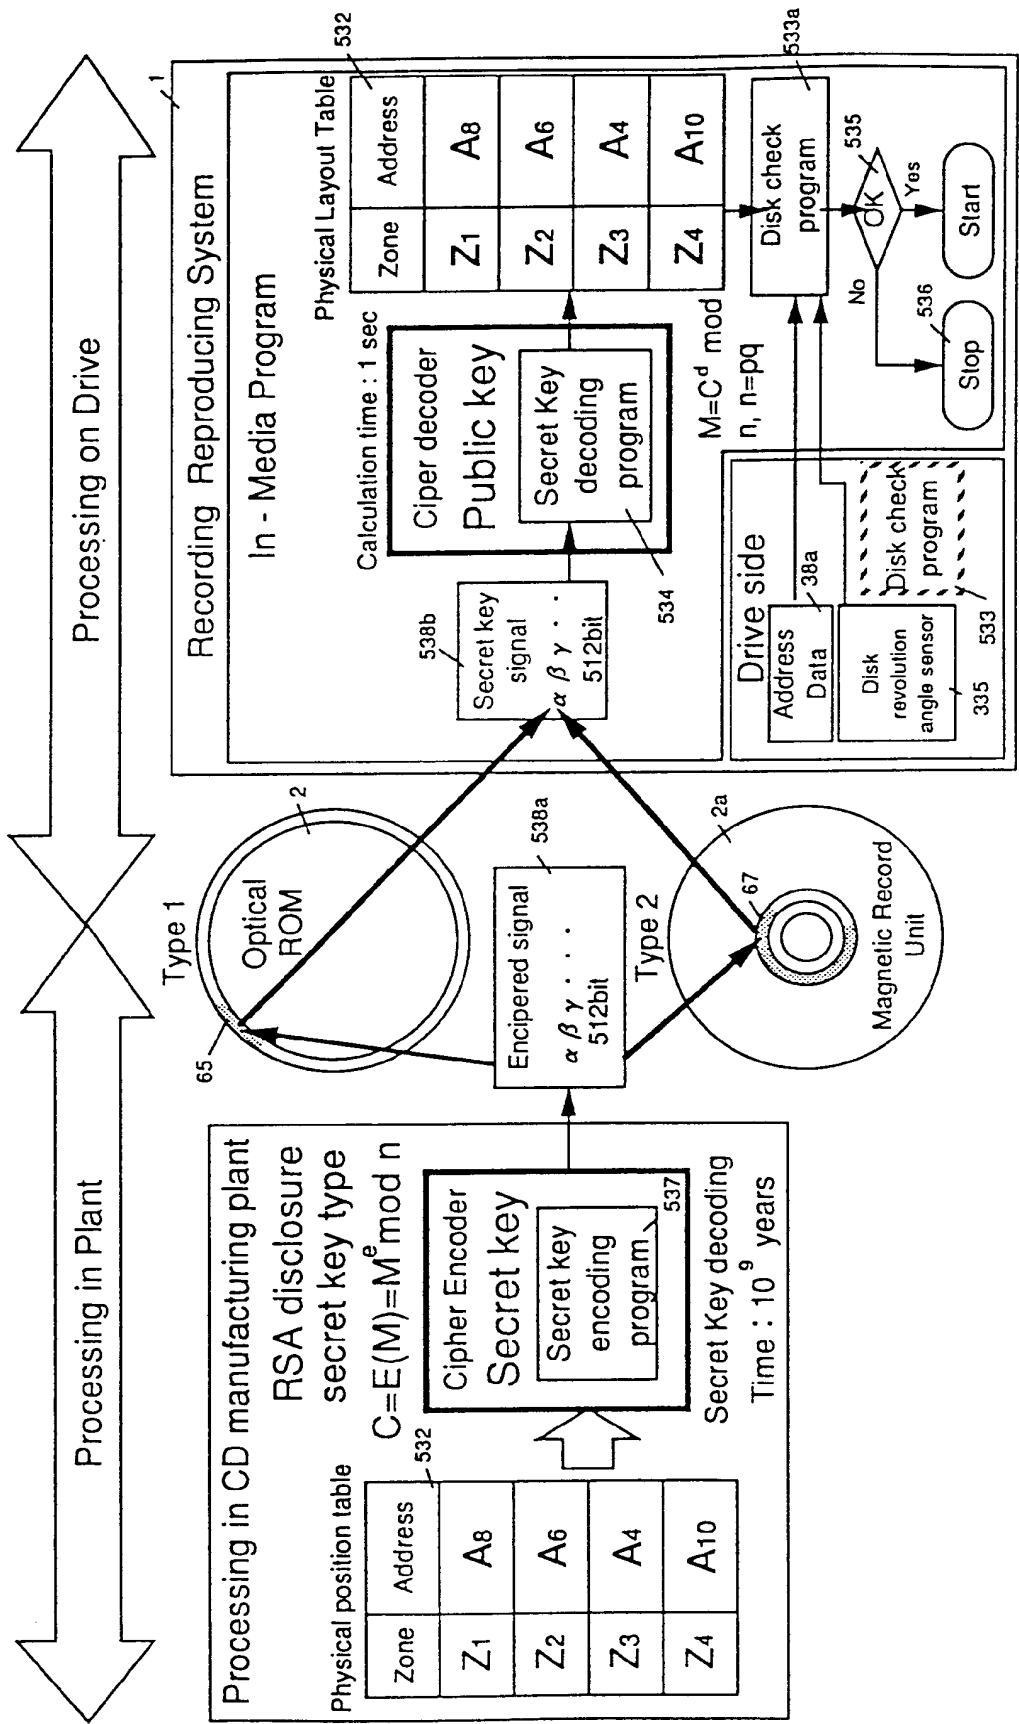 Processing in Plant
Processing on Drive
Processing in CD manufacturing plant
RSA disclosure
secret key type
C=E(M)=M^e mod n
Physical position table
532
Zone Address
Z1 A8
Z2 A6
Z3 A4
Z4 A10
Cipher Encoder
Secret key
Secret key
encoding
program
537
Secret Key decoding
Time : 10^9 years
Type 1
65
Optical
ROM
2
Encipered signal
α β γ . . . .
512bit
538a
Type 2
67
2a
Magnetic Record
Unit
1
Recording Reproducing System
In - Media Program
538b
Secret key
signal
α β γ . .
512bit
Calculation time : 1 sec
Ciper decoder
Public key
Secret Key
decoding
program
534
Physical Layout Table
532
Zone Address
Z1 A8
Z2 A6
Z3 A4
Z4 A10
M=C^d mod
n, n=pq
Disk check
program
533a
OK
535
Yes
No
Start
Stop
536
Drive side
Address
Data
38a
Disk
revolution
angle sensor
335
Disk check
program
533